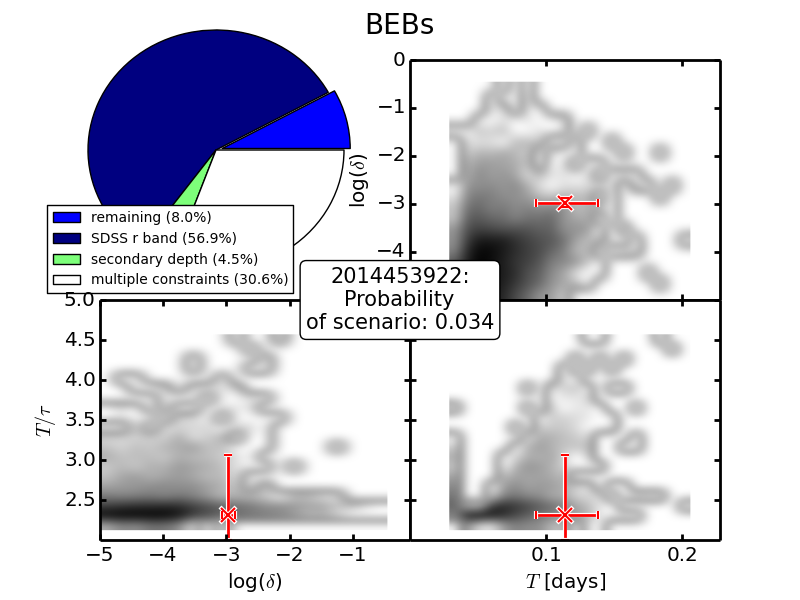 BEBs
remaining (8.0%)
SDSS r band (56.9%)
secondary depth (4.5%)
multiple constraints (30.6%)
log(δ)
0
−1
−2
−3
−4
2014453922:
Probability
of scenario: 0.034
T/τ
5.0
4.5
4.0
3.5
3.0
2.5
−5 −4 −3 −2 −1
log(δ)
0.1 0.2
T [days]